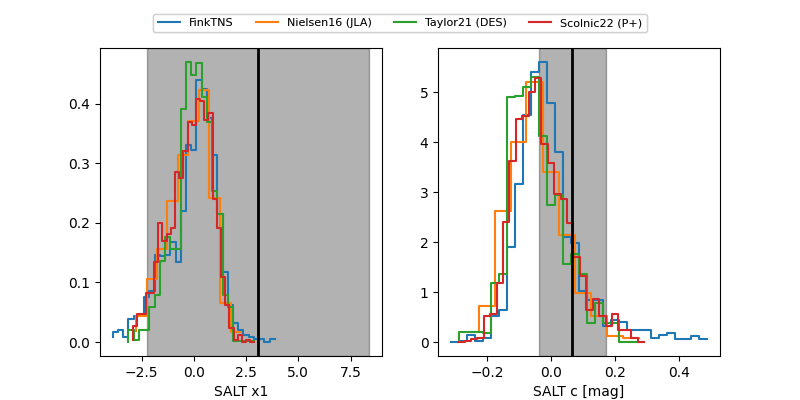 FinkTNS Nielsen16 (JLA) Taylor21 (DES) Scolnic22 (P+)
0.4
0.3
0.2
0.1
0.0
−2.5 0.0 2.5 5.0 7.5
SALT x1
5
4
3
2
1
0
−0.2 0.0 0.2 0.4
SALT c [mag]